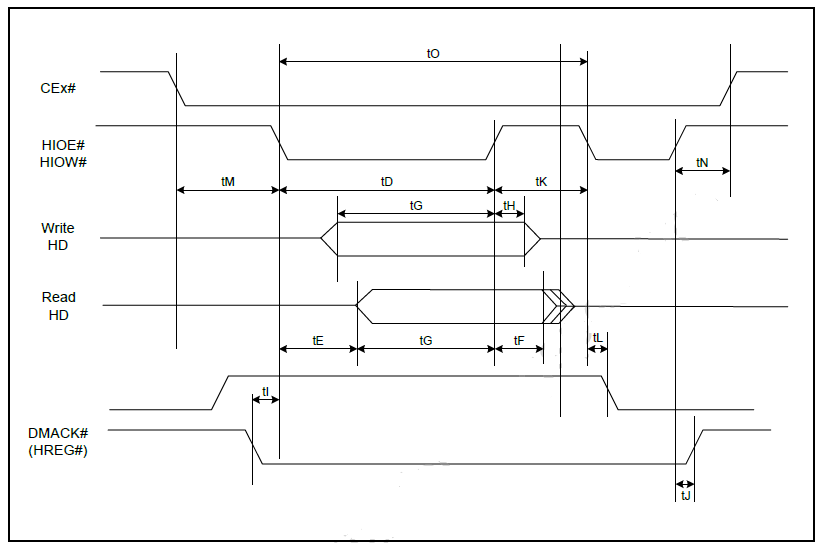 tO
CEx#
HIOE#
HIOW#
tN
tM
tD
tK
tG
tH
Write
HD
Read
HD
tE
tG
tF
tL
tI
DMACK#
(HREG#)
tJ